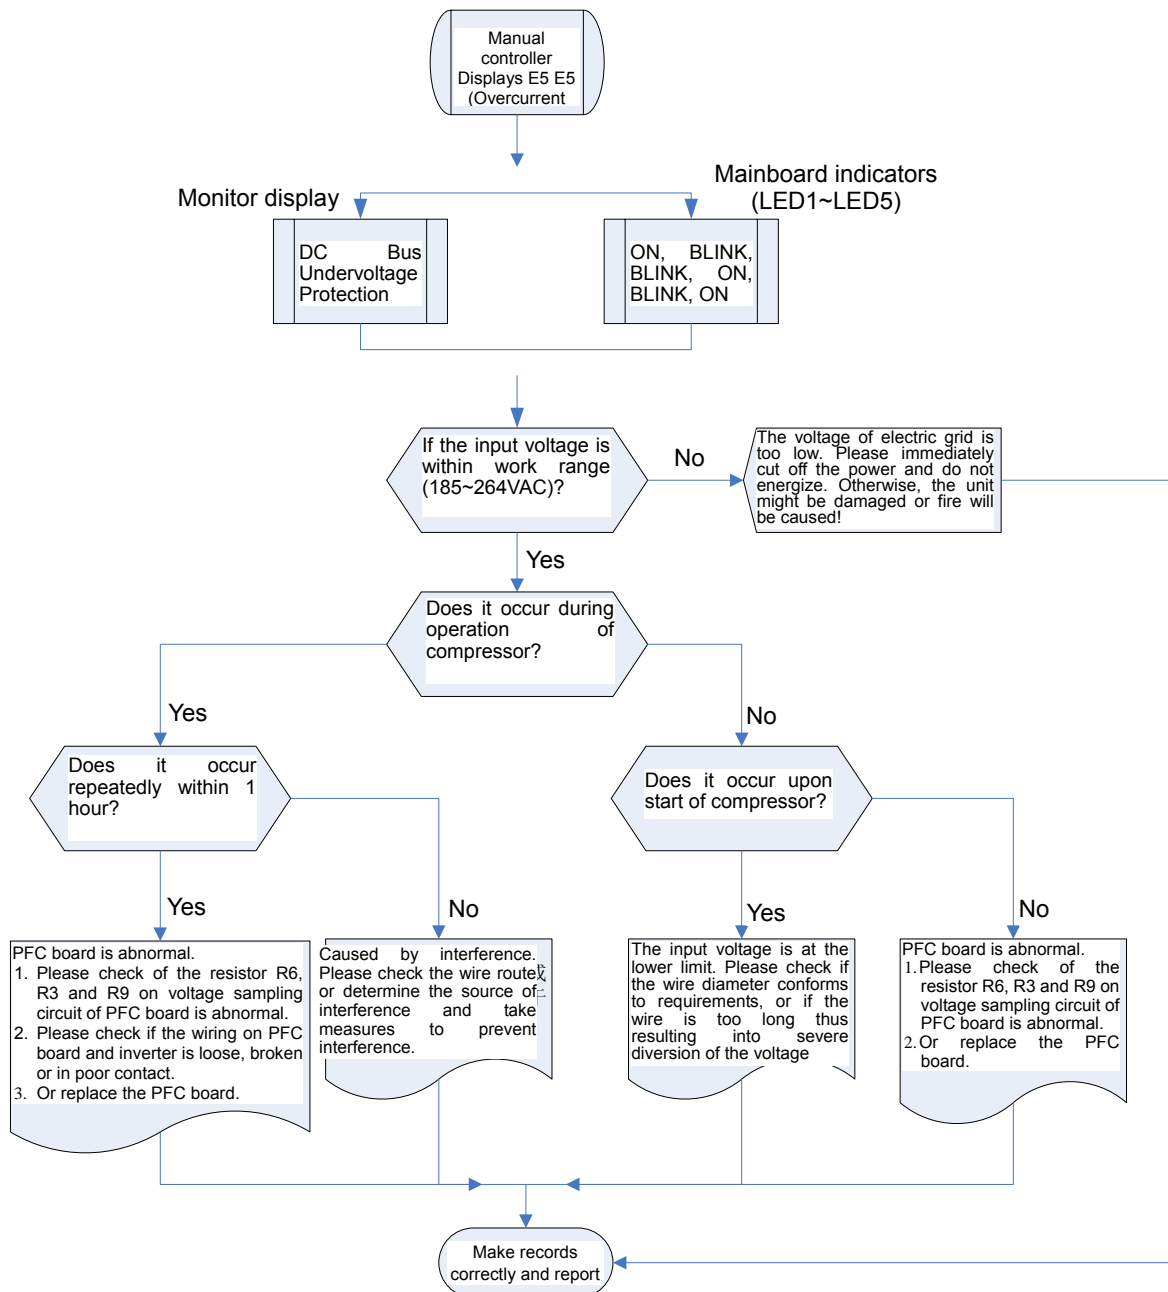 Manual
controller
Displays E5 E5
(Overcurrent
Monitor display
Mainboard indicators
(LED1~LED5)
DC Bus
Undervoltage
Protection
ON, BLINK,
BLINK, ON,
BLINK, ON
If the input voltage is
within work range
(185~264VAC)?
No
The voltage of electric grid is
too low. Please immediately
cut off the power and do not
energize. Otherwise, the unit
might be damaged or fire will
be caused!
Yes
Does it occur during
operation of
compressor?
Yes
No
Does it occur
repeatedly within 1
hour?
Does it occur upon
start of compressor?
Yes
No
Yes
No
PFC board is abnormal.
1. Please check of the resistor R6,
R3 and R9 on voltage sampling
circuit of PFC board is abnormal.
2. Please check if the wiring on PFC
board and inverter is loose, broken
or in poor contact.
3. Or replace the PFC board.
Caused by interference.
Please check the wire route
or determine the source of
interference and take
measures to prevent
interference.
The input voltage is at the
lower limit. Please check if
the wire diameter conforms
to requirements, or if the
wire is too long thus
resulting into severe
diversion of the voltage
PFC board is abnormal.
1. Please check of the
resistor R6, R3 and R9 on
voltage sampling circuit of
PFC board is abnormal.
2. Or replace the PFC
board.
Make records
correctly and report